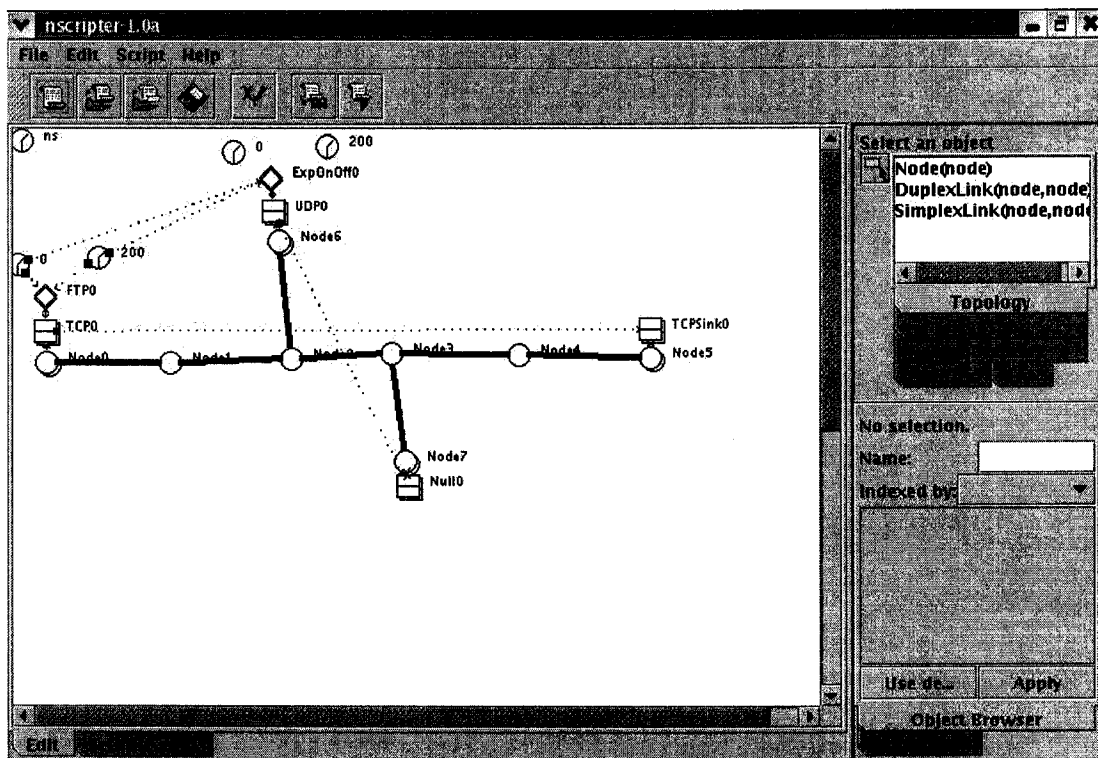 nscripter-1.0a
File Edit Script Help
ns
0
200
ExpOnOff0
UDP0
Node6
0
200
FTP0
TCP0
TCPSink0
Node0
Node1
Node3
Node4
Node5
Node7
Null0
Edit
Select an object
Node(node)
DuplexLink(node,node)
SimplexLink(node,node
Topology
No selection.
Name:
Indexed by:
Use de... Apply
Object Browser